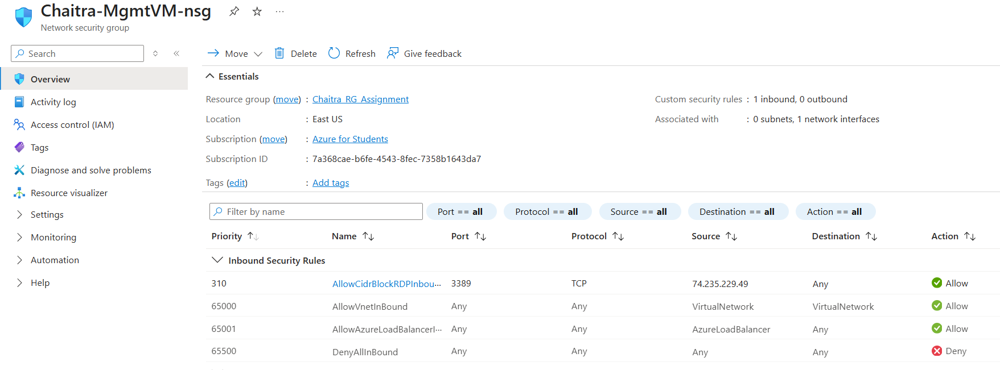 Chaitra-MgmtVM-nsg
Network security group
Search
Move Delete Refresh Give feedback
Overview
Activity log
Access control (IAM)
Tags
Diagnose and solve problems
Resource visualizer
Settings
Monitoring
Automation
Help
Essentials
Resource group (move) : Chaitra_RG_Assignment
Location : East US
Subscription (move) : Azure for Students
Subscription ID : 7a368cae-b6fe-4543-8fec-7358b1643da7
Tags (edit) : Add tags
Custom security rules : 1 inbound, 0 outbound
Associated with : 0 subnets, 1 network interfaces
Filter by name Port == all Protocol == all Source == all Destination == all Action == all
Priority Name Port Protocol Source Destination Action
Inbound Security Rules
310 AllowCidrBlockRDPInbou... 3389 TCP 74.235.229.49 Any Allow
65000 AllowVnetInBound Any Any VirtualNetwork VirtualNetwork Allow
65001 AllowAzureLoadBalancerI... Any Any AzureLoadBalancer Any Allow
65500 DenyAllInBound Any Any Any Any Deny